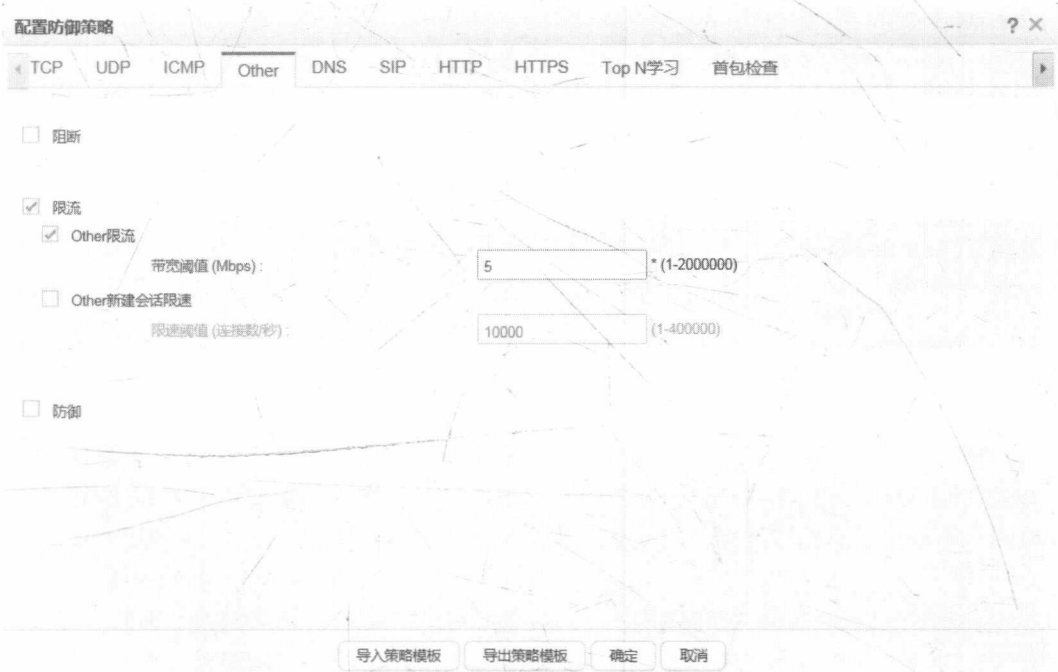 配置防御策略 ? ×
TCP UDP ICMP Other DNS SIP HTTP HTTPS Top N学习 首包检查
阻断
限流
Other限流
带宽阈值 (Mbps) : 5 * (1-2000000)
Other新建会话限速
限速阈值 (连接数/秒) : 10000 (1-400000)
防御
导入策略模板 导出策略模板 确定 取消